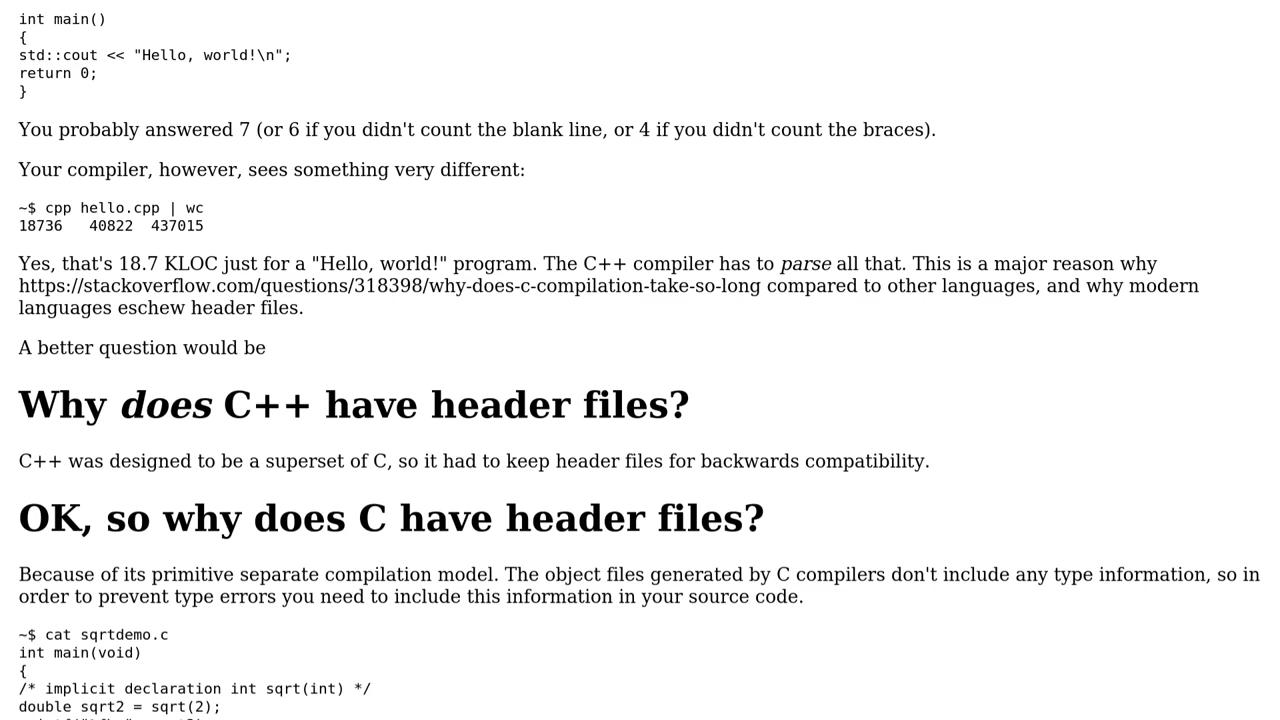 int main()
{
std::cout << "Hello, world!\n";
return 0;
}
You probably answered 7 (or 6 if you didn't count the blank line, or 4 if you didn't count the braces).
Your compiler, however, sees something very different:
~$ cpp hello.cpp | wc
18736   40822  437015
Yes, that's 18.7 KLOC just for a "Hello, world!" program. The C++ compiler has to parse all that. This is a major reason why
https://stackoverflow.com/questions/318398/why-does-c-compilation-take-so-long compared to other languages, and why modern
languages eschew header files.
A better question would be
Why does C++ have header files?
C++ was designed to be a superset of C, so it had to keep header files for backwards compatibility.
OK, so why does C have header files?
Because of its primitive separate compilation model. The object files generated by C compilers don't include any type information, so in
order to prevent type errors you need to include this information in your source code.
~$ cat sqrtdemo.c
int main(void)
{
/* implicit declaration int sqrt(int) */
double sqrt2 = sqrt(2);